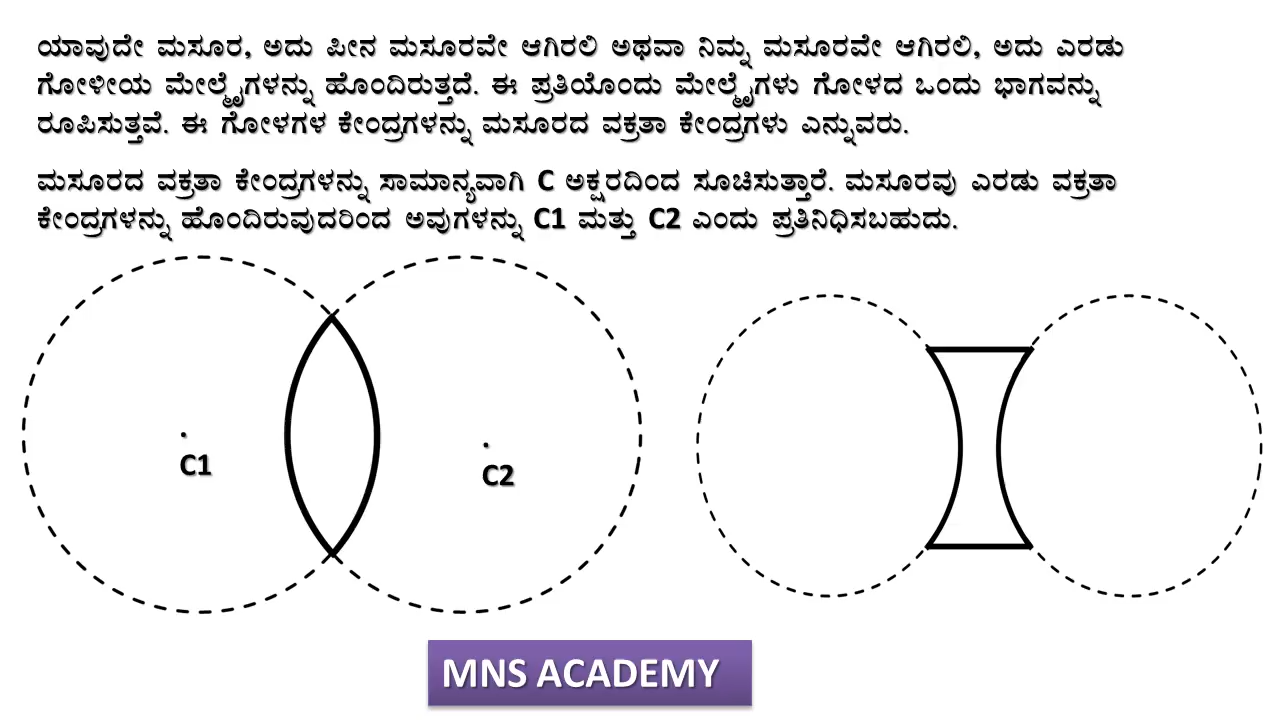 ಯಾವುದೇ ಮಸೂರ, ಅದು ಪೀನ ಮಸೂರವೇ ಆಗಿರಲಿ ಅಥವಾ ನಿಮ್ನ ಮಸೂರವೇ ಆಗಿರಲಿ, ಅದು ಎರಡು
ಗೋಳೀಯ ಮೇಲ್ಮೈಗಳನ್ನು ಹೊಂದಿರುತ್ತದೆ. ಈ ಪ್ರತಿಯೊಂದು ಮೇಲ್ಮೈಗಳು ಗೋಳದ ಒಂದು ಭಾಗವನ್ನು
ರೂಪಿಸುತ್ತವೆ. ಈ ಗೋಳಗಳ ಕೇಂದ್ರಗಳನ್ನು ಮಸೂರದ ವಕ್ರತಾ ಕೇಂದ್ರಗಳು ಎನ್ನುವರು.
ಮಸೂರದ ವಕ್ರತಾ ಕೇಂದ್ರಗಳನ್ನು ಸಾಮಾನ್ಯವಾಗಿ C ಅಕ್ಷರದಿಂದ ಸೂಚಿಸುತ್ತಾರೆ. ಮಸೂರವು ಎರಡು ವಕ್ರತಾ
ಕೇಂದ್ರಗಳನ್ನು ಹೊಂದಿರುವುದರಿಂದ ಅವುಗಳನ್ನು C1 ಮತ್ತು C2 ಎಂದು ಪ್ರತಿನಿಧಿಸಬಹುದು.
C1
C2
MNS ACADEMY